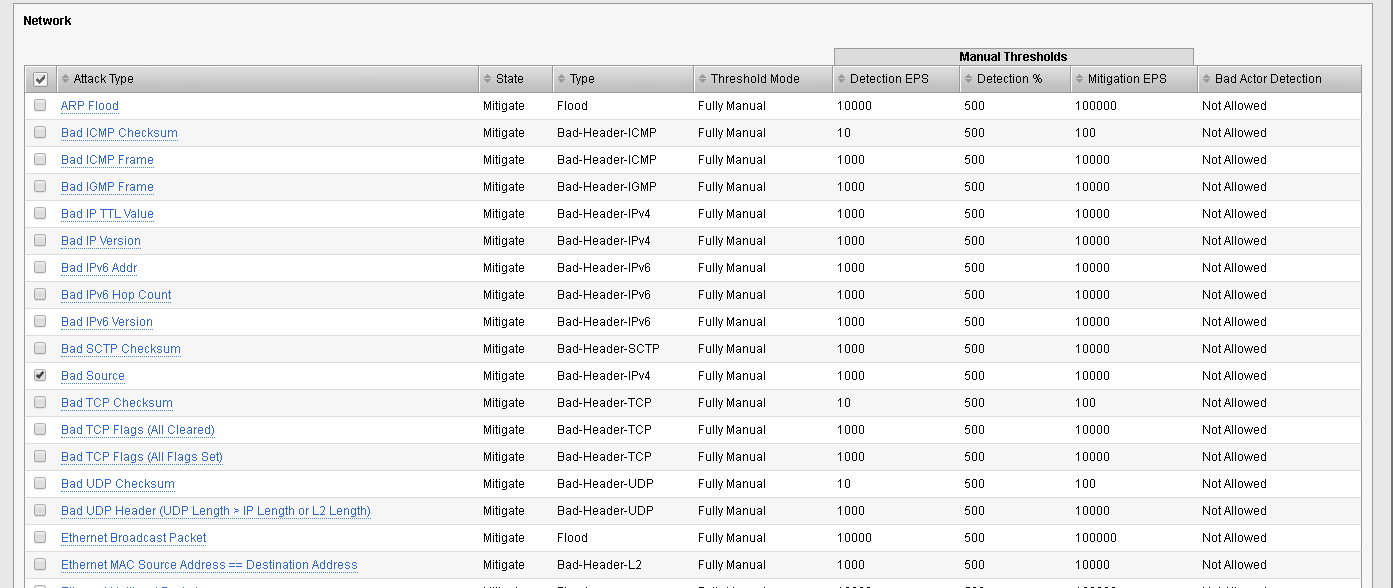 Network
Manual Thresholds
Attack Type State Type Threshold Mode Detection EPS Detection % Mitigation EPS Bad Actor Detection
ARP Flood Mitigate Flood Fully Manual 10000 500 100000 Not Allowed
Bad ICMP Checksum Mitigate Bad-Header-ICMP Fully Manual 10 500 100 Not Allowed
Bad ICMP Frame Mitigate Bad-Header-ICMP Fully Manual 1000 500 10000 Not Allowed
Bad IGMP Frame Mitigate Bad-Header-IGMP Fully Manual 1000 500 10000 Not Allowed
Bad IP TTL Value Mitigate Bad-Header-IPv4 Fully Manual 1000 500 10000 Not Allowed
Bad IP Version Mitigate Bad-Header-IPv4 Fully Manual 1000 500 10000 Not Allowed
Bad IPv6 Addr Mitigate Bad-Header-IPv6 Fully Manual 1000 500 10000 Not Allowed
Bad IPv6 Hop Count Mitigate Bad-Header-IPv6 Fully Manual 1000 500 10000 Not Allowed
Bad IPv6 Version Mitigate Bad-Header-IPv6 Fully Manual 1000 500 10000 Not Allowed
Bad SCTP Checksum Mitigate Bad-Header-SCTP Fully Manual 1000 500 10000 Not Allowed
Bad Source Mitigate Bad-Header-IPv4 Fully Manual 1000 500 10000 Not Allowed
Bad TCP Checksum Mitigate Bad-Header-TCP Fully Manual 10 500 100 Not Allowed
Bad TCP Flags (All Cleared) Mitigate Bad-Header-TCP Fully Manual 1000 500 10000 Not Allowed
Bad TCP Flags (All Flags Set) Mitigate Bad-Header-TCP Fully Manual 1000 500 10000 Not Allowed
Bad UDP Checksum Mitigate Bad-Header-UDP Fully Manual 10 500 100 Not Allowed
Bad UDP Header (UDP Length > IP Length or L2 Length) Mitigate Bad-Header-UDP Fully Manual 1000 500 10000 Not Allowed
Ethernet Broadcast Packet Mitigate Flood Fully Manual 10000 500 100000 Not Allowed
Ethernet MAC Source Address == Destination Address Mitigate Bad-Header-L2 Fully Manual 1000 500 10000 Not Allowed